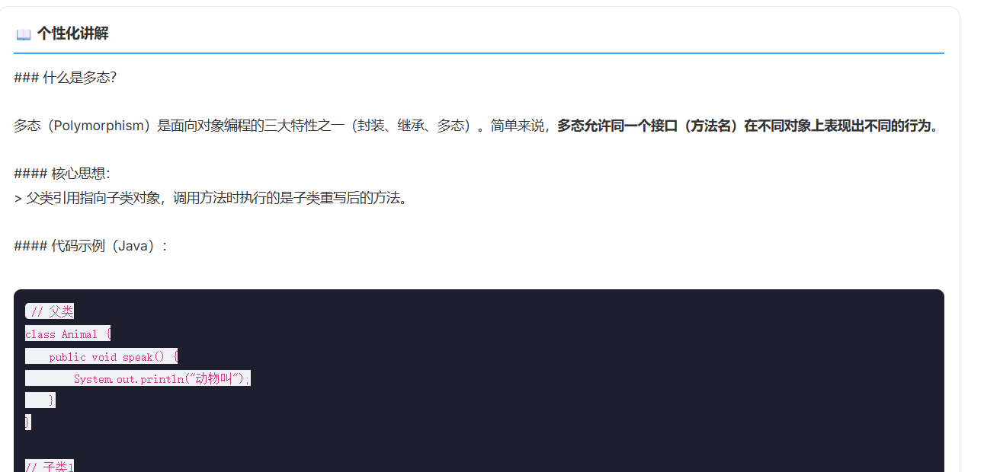 📖 个性化讲解
### 什么是多态？
多态（Polymorphism）是面向对象编程的三大特性之一（封装、继承、多态）。简单来说，多态允许同一个接口（方法名）在不同对象上表现出不同的行为。
#### 核心思想：
> 父类引用指向子类对象，调用方法时执行的是子类重写后的方法。
#### 代码示例（Java）：
// 父类
class Animal {
    public void speak() {
        System.out.println("动物叫");
    }
}
// 子类1